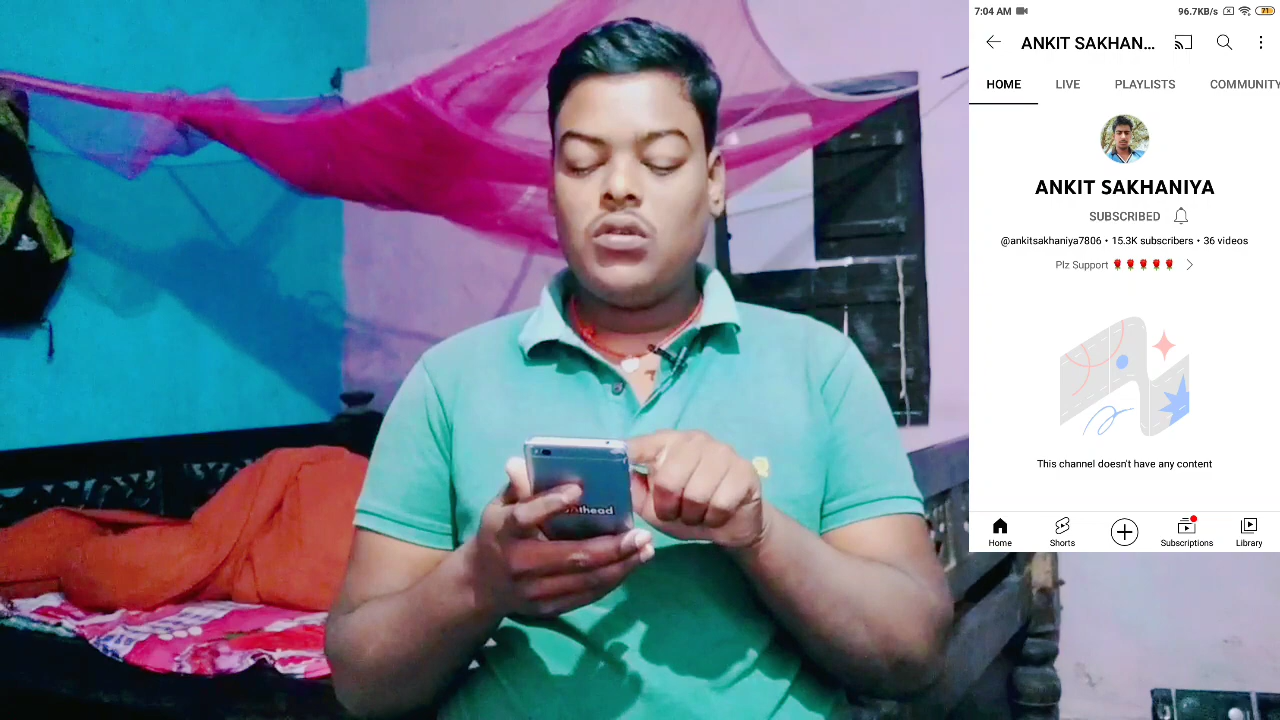 7:04 AM 96.7KB/s 71
ANKIT SAKHAN...
HOME LIVE PLAYLISTS COMMUNITY
ANKIT SAKHANIYA
SUBSCRIBED
@ankitsakhaniya7806 • 15.3K subscribers • 36 videos
Plz Support 🌹🌹🌹🌹🌹
This channel doesn't have any content
Home Shorts Subscriptions Library